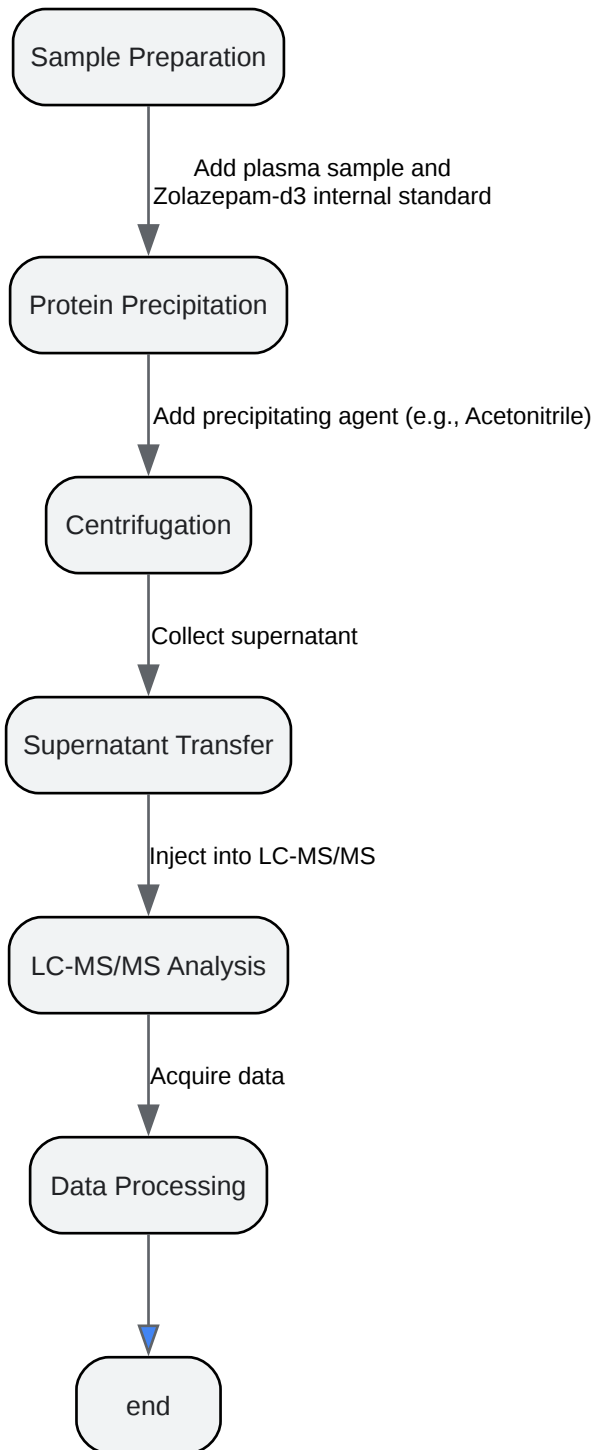 Sample Preparation
Add plasma sample and
Zolazepam-d3 internal standard
Protein Precipitation
Add precipitating agent (e.g., Acetonitrile)
Centrifugation
Collect supernatant
Supernatant Transfer
Inject into LC-MS/MS
LC-MS/MS Analysis
Acquire data
Data Processing
end